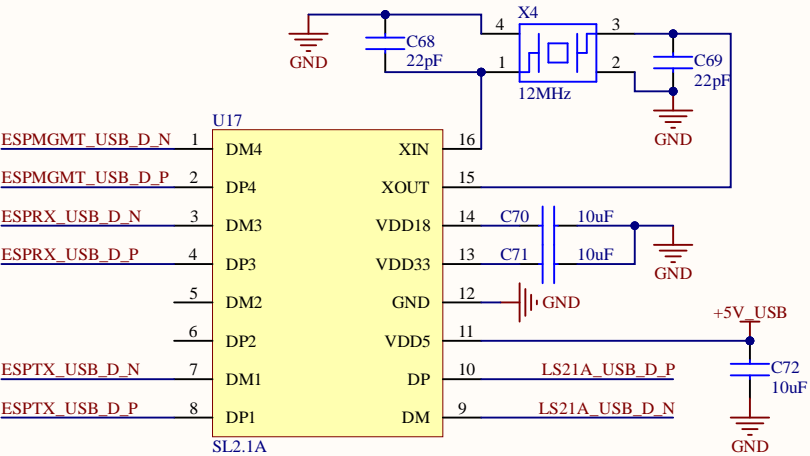 X4
4
3
C68
22pF
GND
1
2
C69
22pF
12MHz
GND
U17
ESPMGMT_USB_D_N
1
DM4
XIN
16
ESPMGMT_USB_D_P
2
DP4
XOUT
15
ESPRX_USB_D_N
3
DM3
VDD18
14
C70
10uF
ESPRX_USB_D_P
4
DP3
VDD33
13
C71
10uF
GND
5
DM2
GND
12
GND
+5V_USB
6
DP2
VDD5
11
ESPTX_USB_D_N
7
DM1
DP
10
LS21A_USB_D_P
C72
10uF
ESPTX_USB_D_P
8
DP1
DM
9
LS21A_USB_D_N
SL2.1A
GND